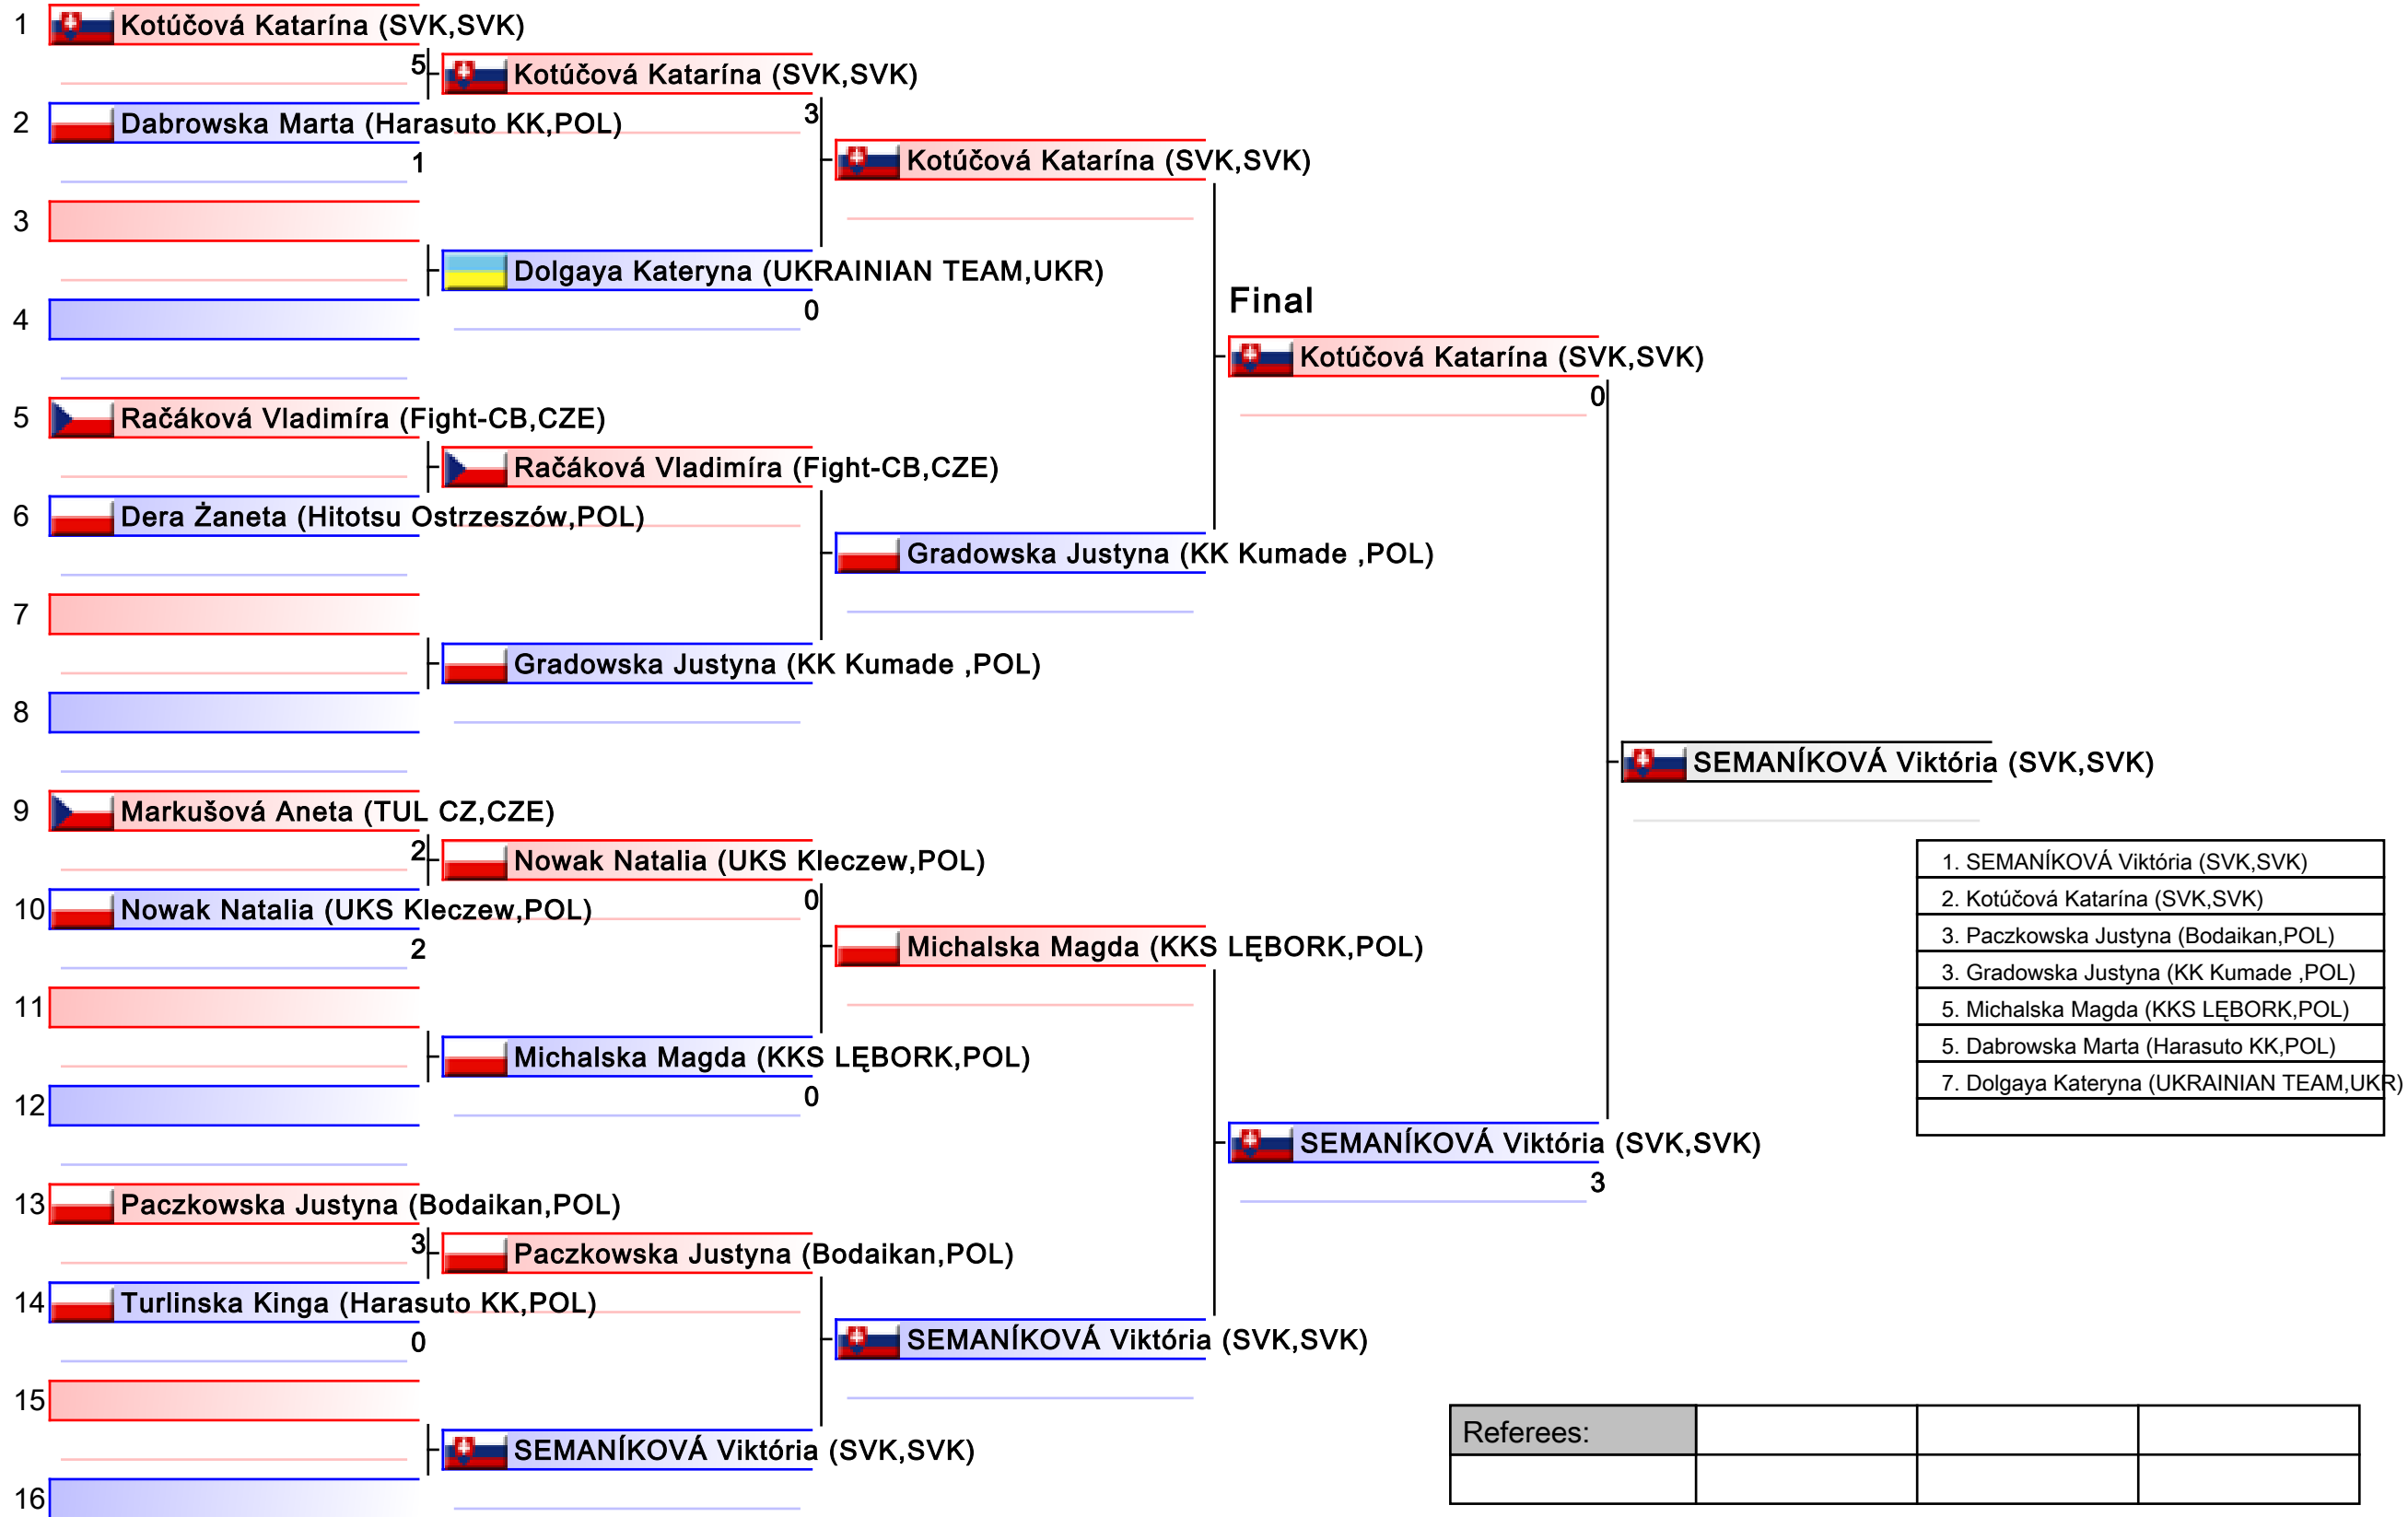 1
Kotúčová Katarína (SVK,SVK)
5
Kotúčová Katarína (SVK,SVK)
2
Dabrowska Marta (Harasuto KK,POL)
3
1
Kotúčová Katarína (SVK,SVK)
3
Dolgaya Kateryna (UKRAINIAN TEAM,UKR)
0
4
Final
Kotúčová Katarína (SVK,SVK)
0
5
Račáková Vladimíra (Fight-CB,CZE)
Račáková Vladimíra (Fight-CB,CZE)
6
Dera Żaneta (Hitotsu Ostrzeszów,POL)
Gradowska Justyna (KK Kumade ,POL)
7
Gradowska Justyna (KK Kumade ,POL)
8
SEMANÍKOVÁ Viktória (SVK,SVK)
9
Markušová Aneta (TUL CZ,CZE)
2
Nowak Natalia (UKS Kleczew,POL)
10
Nowak Natalia (UKS Kleczew,POL)
0
2
Michalska Magda (KKS LĘBORK,POL)
11
Michalska Magda (KKS LĘBORK,POL)
0
12
SEMANÍKOVÁ Viktória (SVK,SVK)
3
13
Paczkowska Justyna (Bodaikan,POL)
3
Paczkowska Justyna (Bodaikan,POL)
14
Turlinska Kinga (Harasuto KK,POL)
0
SEMANÍKOVÁ Viktória (SVK,SVK)
15
SEMANÍKOVÁ Viktória (SVK,SVK)
16
1. SEMANÍKOVÁ Viktória (SVK,SVK)
2. Kotúčová Katarína (SVK,SVK)
3. Paczkowska Justyna (Bodaikan,POL)
3. Gradowska Justyna (KK Kumade ,POL)
5. Michalska Magda (KKS LĘBORK,POL)
5. Dabrowska Marta (Harasuto KK,POL)
7. Dolgaya Kateryna (UKRAINIAN TEAM,UKR)
Referees: